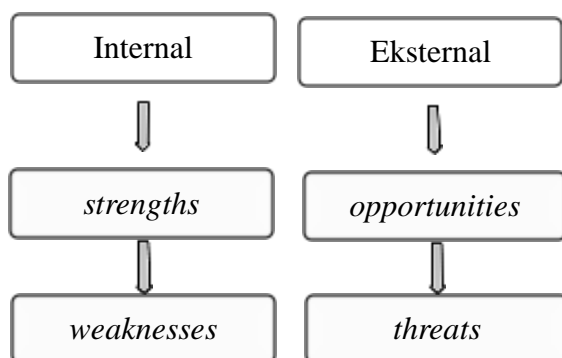 Internal
Eksternal
strengths
opportunities
weaknesses
threats